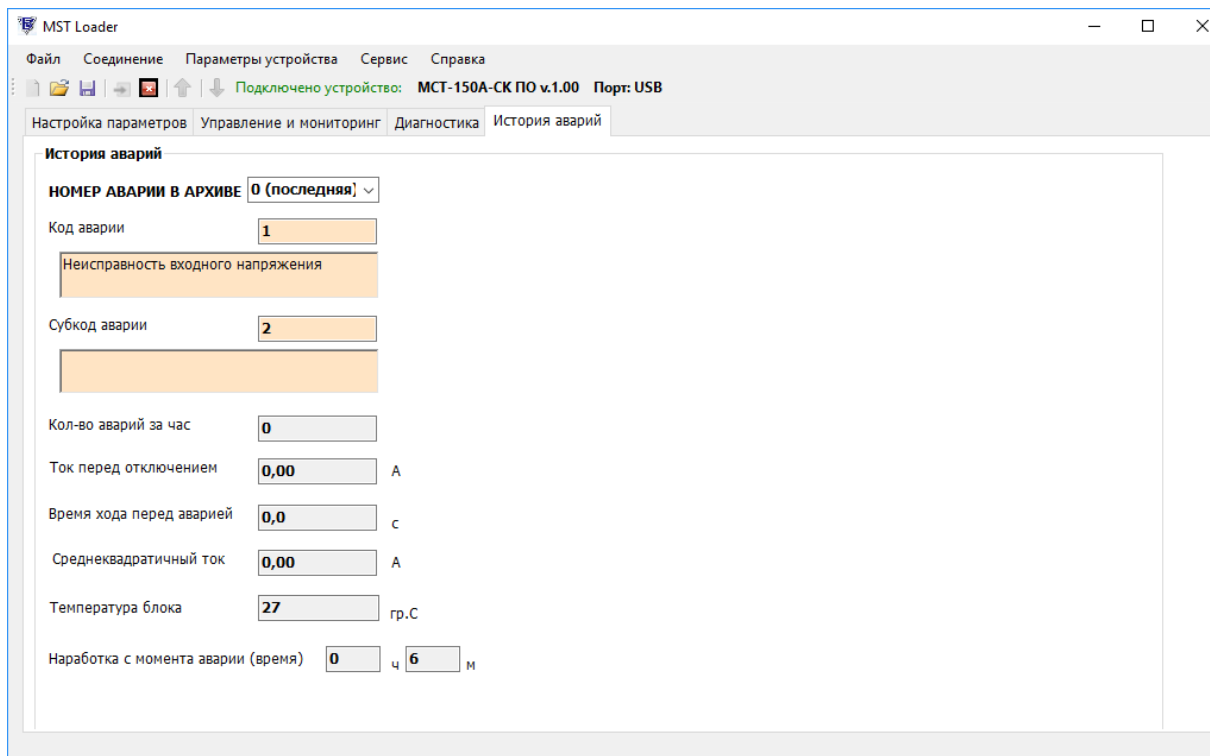 MST Loader
Файл Соединение Параметры устройства Сервис Справка
Подключено устройство: МСТ-150А-СК ПО v.1.00 Порт: USB
Настройка параметров Управление и мониторинг Диагностика История аварий
История аварий
НОМЕР АВАРИИ В АРХИВЕ 0 (последняя)
Код аварии 1
Неисправность входного напряжения
Субкод аварии 2
Кол-во аварий за час 0
Ток перед отключением 0,00 А
Время хода перед аварией 0,0 с
Среднеквадратичный ток 0,00 А
Температура блока 27 гр.С
Наработка с момента аварии (время) 0 ч 6 м